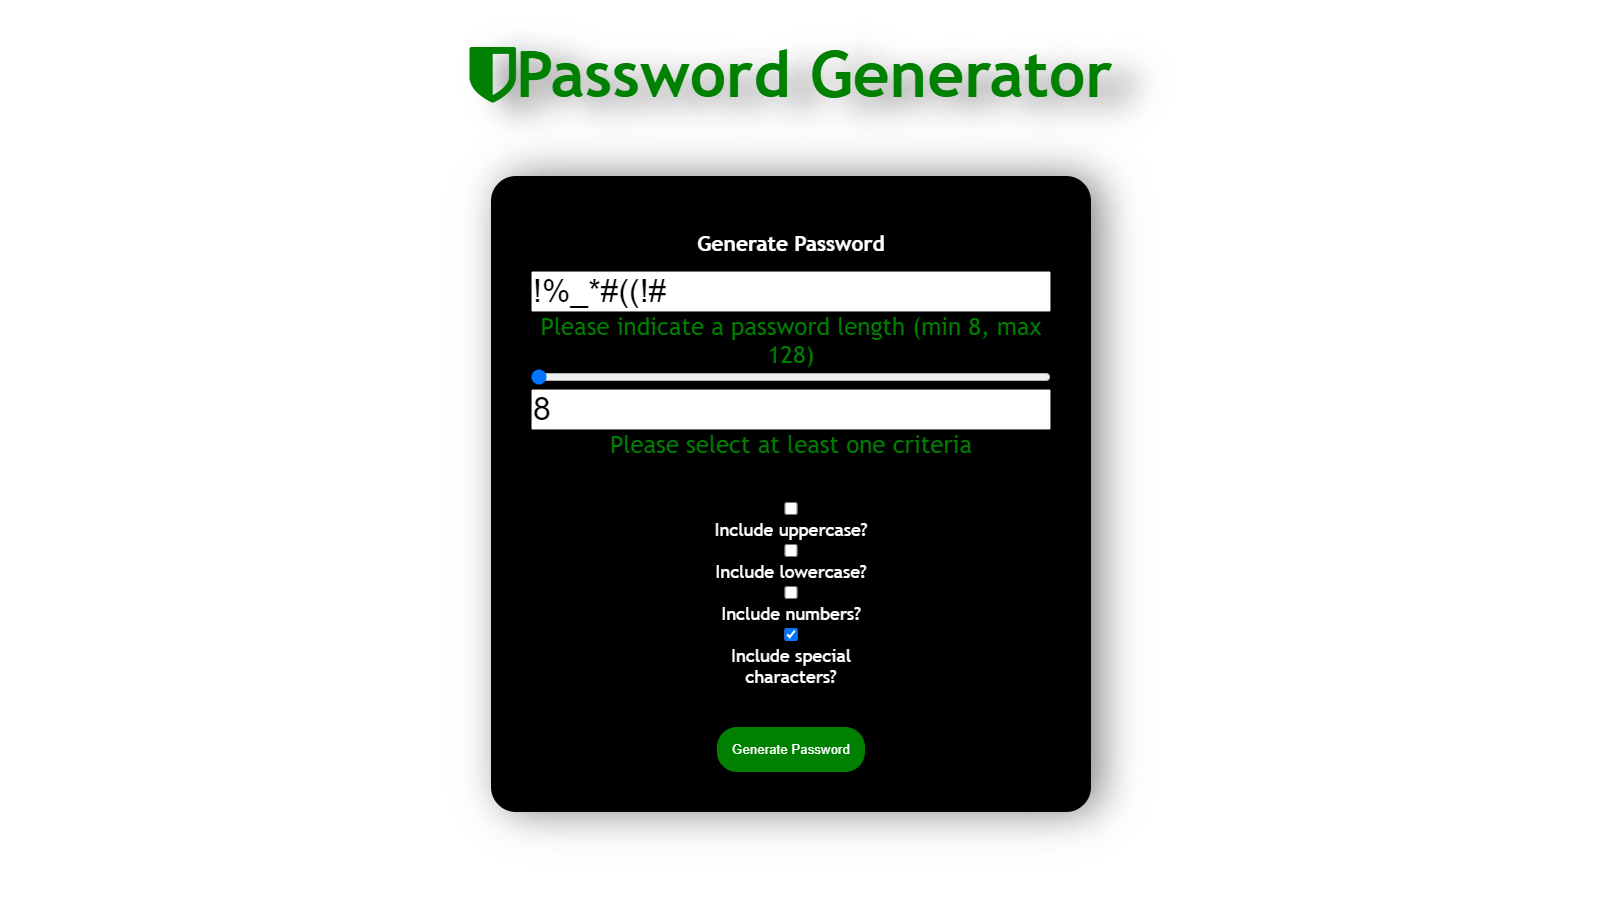 Password Generator
Generate Password
!%_*#((!#
Please indicate a password length (min 8, max
128)
8
Please select at least one criteria
Include uppercase?
Include lowercase?
Include numbers?
Include special
characters?
Generate Password